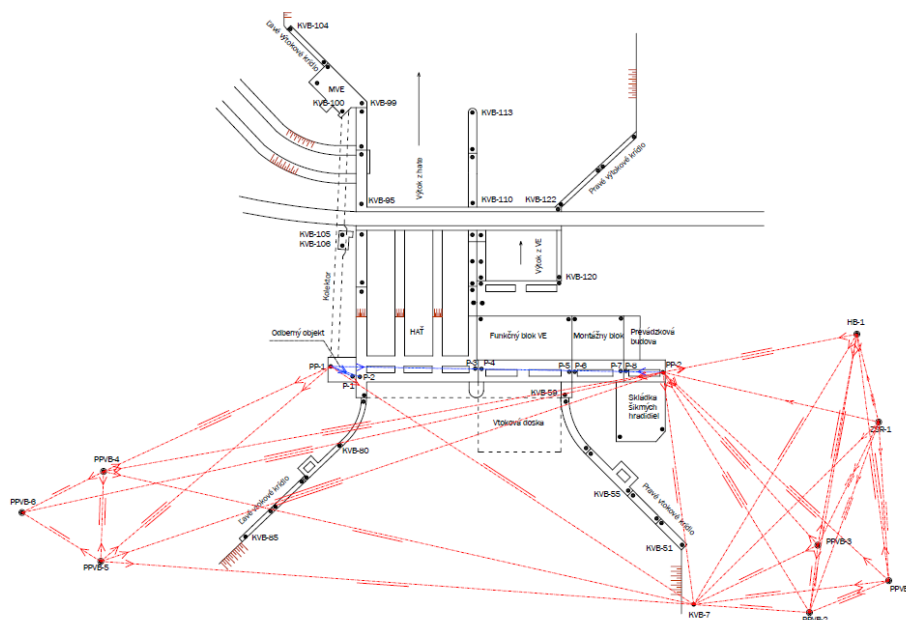 KVB-104
Ľavé výtokové krídlo
MVE
KVB-100
KVB-99
KVB-113
Výtok z hate
Pravé výtokové krídlo
KVB-95
KVB-110
KVB-122
KVB-105
KVB-106
Výtok z VE
KVB-120
Kolektor
HB-1
Odberný objekt
HAŤ
Funkčný blok VE
Montážny blok
Prevádzková
budova
PP-1
P-1
P-2
P-3
P-4
P-5
P-6
P-7
P-8
PP-2
KVB-59
Skládka
šikmých
hradidiel
Vtoková doska
KVB-80
PPVB-4
PPVB-6
Ľavé vtokové krídlo
Pravé vtokové krídlo
KVB-55
KVB-85
KVB-51
PPVB-3
PPVB-5
KVB-7
PPVB-2